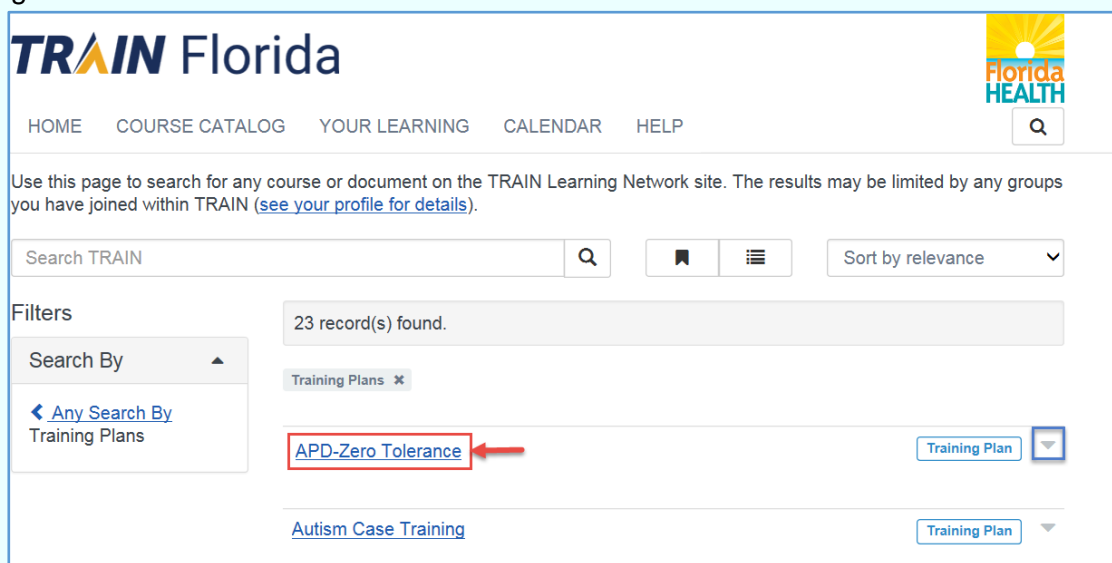 TRAIN Florida
Florida
HEALTH
HOME COURSE CATALOG YOUR LEARNING CALENDAR HELP
Use this page to search for any course or document on the TRAIN Learning Network site. The results may be limited by any groups
you have joined within TRAIN (see your profile for details).
Search TRAIN
Sort by relevance
Filters
23 record(s) found.
Search By
Training Plans ✖
Any Search By
Training Plans
APD-Zero Tolerance
Training Plan
Autism Case Training
Training Plan